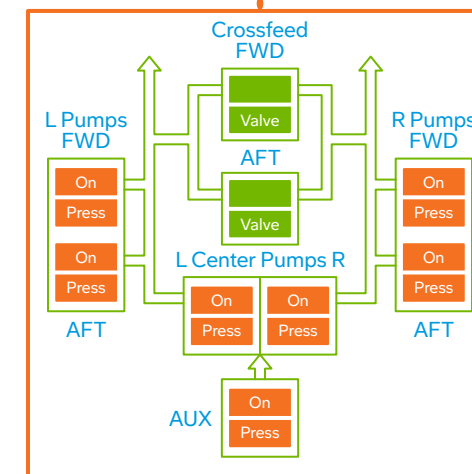 Crossfeed
FWD
Valve
AFT
Valve
L Pumps
FWD
On
Press
On
Press
AFT
R Pumps
FWD
On
Press
On
Press
AFT
L Center Pumps R
On
On
Press
Press
AUX
On
Press